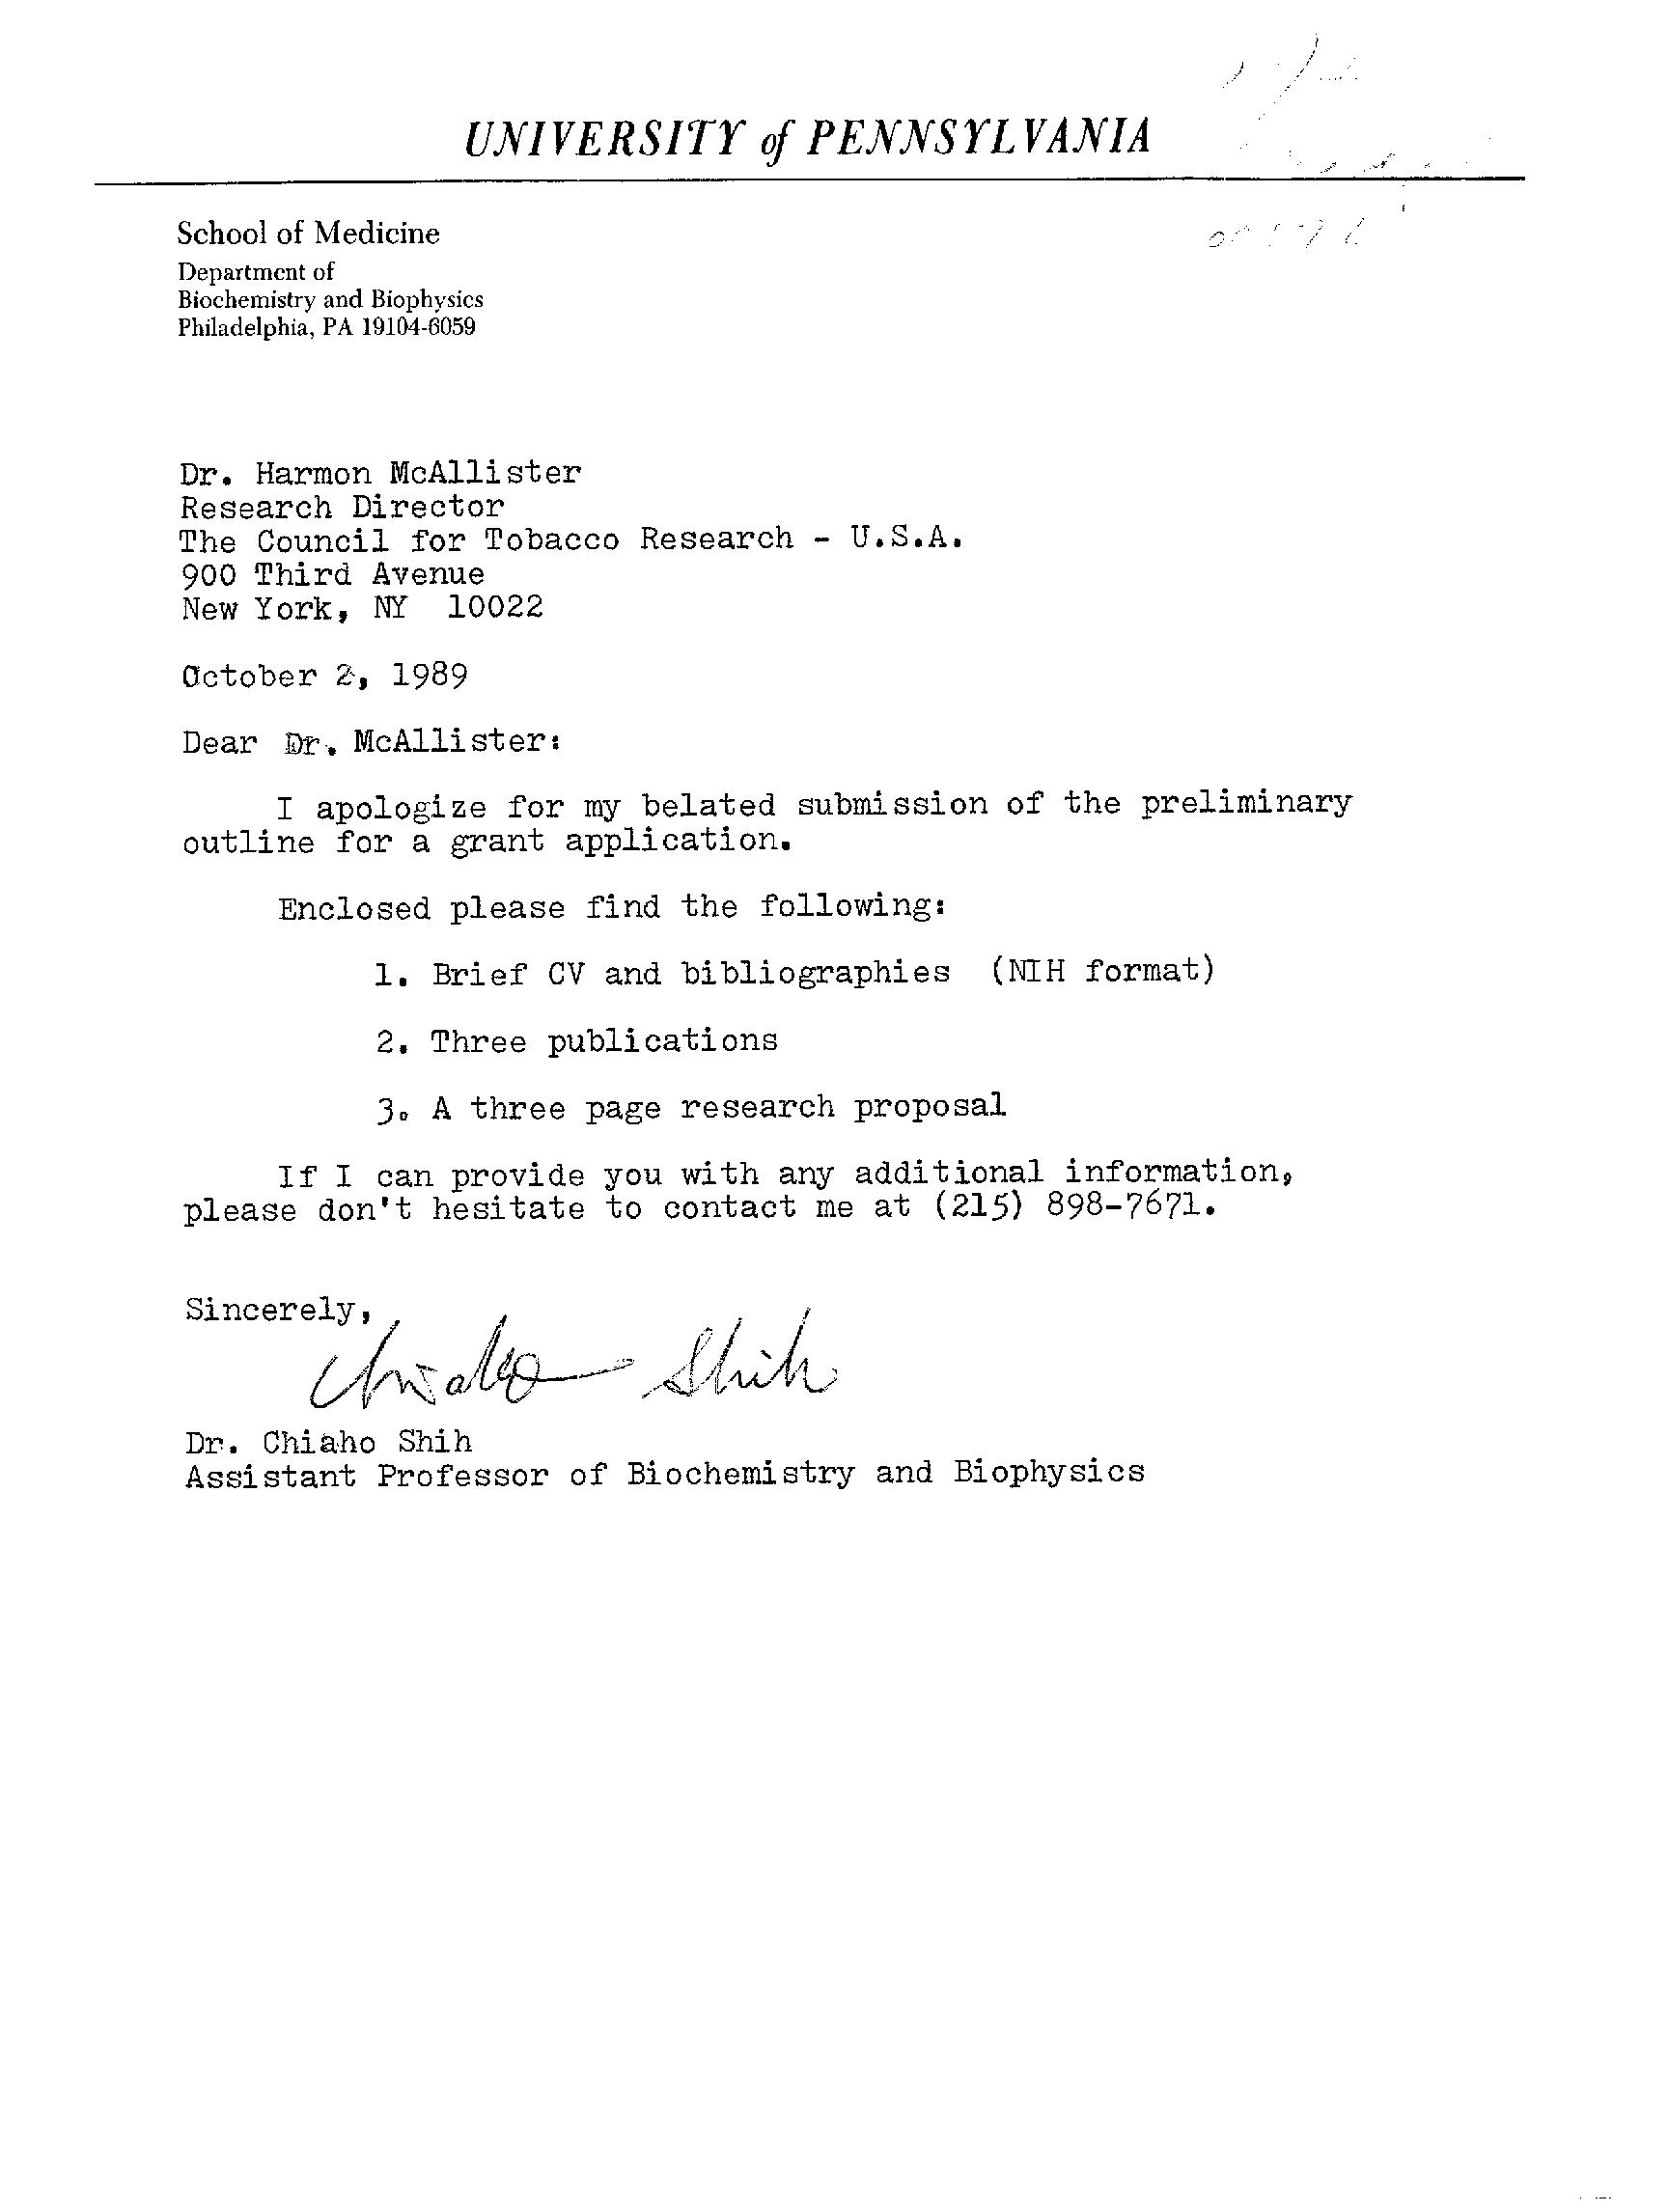 UNIVERSITY of PENNSYLVANIA
School of Medicine
Department of
Biochemistry and Biophysics
Philadelphia, PA 19104-6059
Dr. Harmon McAllister
Research Director
The Council for Tobacco Research - U.S.A.
900 Third Avenue
New York, NY 10022
October 2, 1989
Dear Dr. McAllister:
I apologize for my belated submission of the preliminary
outline for a grant application.
Enclosed please find the following:
1. Brief CV and bibliographies (NIH format)
2. Three publications
3. A three page research proposal
If I can provide you with any additional information,
please don't hesitate to contact me at (215) 898-7671.
Sincerely,
Chiaho Shih
Dr. Chiaho Shih
Assistant Professor of Biochemistry and Biophysics